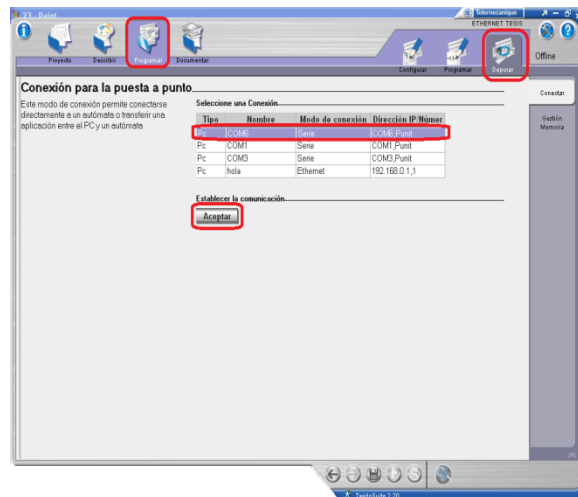 23 - Paint
Telemecanique
ETHERNET TESIS
Proyecto
Describir
Programar
Documentar
Configurar
Programar
Depurar
Offline
Conexión para la puesta a punto
Este modo de conexión permite conectarse
directamente a un autómata o transferir una
aplicación entre el PC y un autómata
Seleccione una Conexión
Tipo Nombre Modo de conexión Dirección IP/Númer
Pc COM6 Serie COM6,Punit
Pc COM1 Serie COM1,Punit
Pc COM3 Serie COM3,Punit
Pc hola Ethernet 192.168.0.1,1
Establecer la comunicación
Aceptar
Conectar
Gestión
Memoria
TwidoSuite 2.20